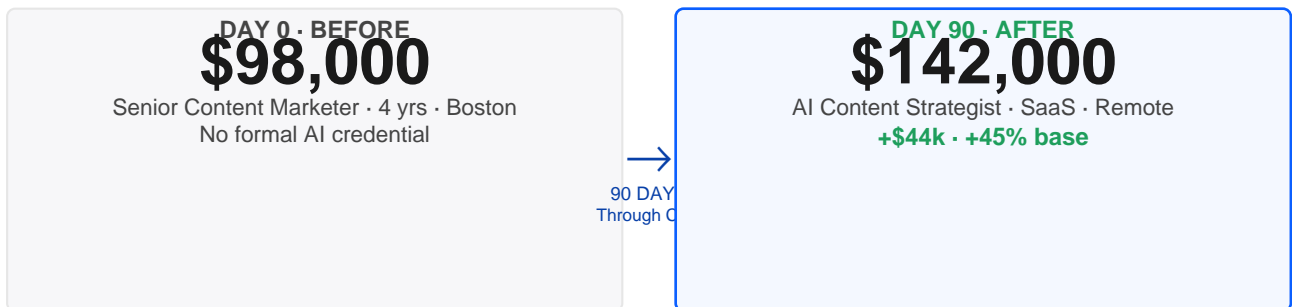 DAY 0 · BEFORE
$98,000
Senior Content Marketer · 4 yrs · Boston
No formal AI credential
90 DAY
Through
DAY 90 · AFTER
$142,000
AI Content Strategist · SaaS · Remote
+$44k · +45% base